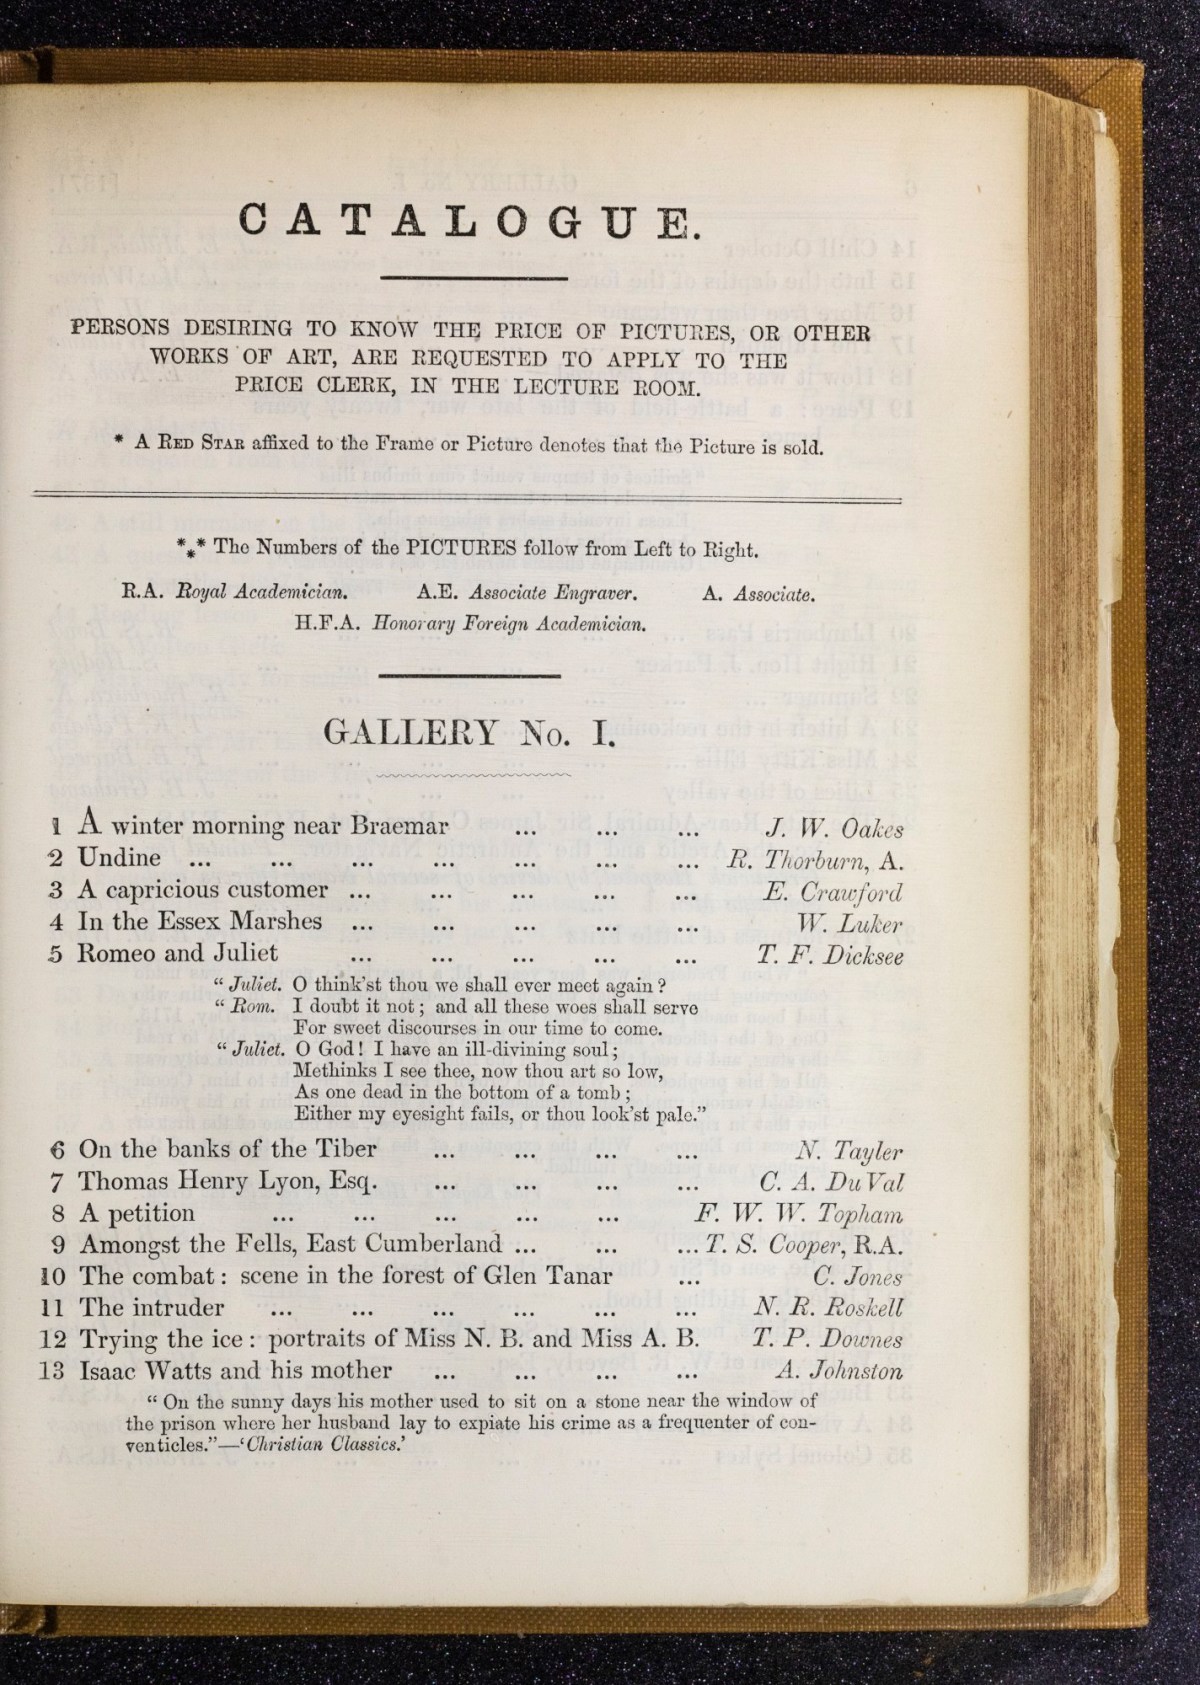 CATALOGUE.
PERSONS DESIRING TO KNOW THE PRICE OF PICTURES, OR OTHER
WORKS OF ART, ARE REQUESTED TO APPLY TO THE
PRICE CLERK, IN THE LECTURE ROOM.
* A RED STAR affixed to the Frame or Picture denotes that the Picture is sold.
*⁎* The Numbers of the PICTURES follow from Left to Right.
R.A. Royal Academician. A.E. Associate Engraver. A. Associate.
H.F.A. Honorary Foreign Academician.
GALLERY No. I.
1 A winter morning near Braemar ... ... ... J. W. Oakes
2 Undine ... ... ... ... ... ... ... R. Thorburn, A.
3 A capricious customer ... ... ... ... ... E. Crawford
4 In the Essex Marshes ... ... ... ... ... W. Luker
5 Romeo and Juliet ... ... ... ... ... T. F. Dicksee
"Juliet. O think'st thou we shall ever meet again?
"Rom. I doubt it not; and all these woes shall serve
For sweet discourses in our time to come.
"Juliet. O God! I have an ill-divining soul;
Methinks I see thee, now thou art so low,
As one dead in the bottom of a tomb;
Either my eyesight fails, or thou look'st pale."
6 On the banks of the Tiber ... ... ... ... N. Tayler
7 Thomas Henry Lyon, Esq. ... ... ... ... C. A. DuVal
8 A petition ... ... ... ... ... F. W. W. Topham
9 Amongst the Fells, East Cumberland ... ... ... T. S. Cooper, R.A.
10 The combat: scene in the forest of Glen Tanar ... C. Jones
11 The intruder ... ... ... ... ... ... N. R. Roskell
12 Trying the ice: portraits of Miss N. B. and Miss A. B. T. P. Downes
13 Isaac Watts and his mother ... ... ... ... A. Johnston
"On the sunny days his mother used to sit on a stone near the window of
the prison where her husband lay to expiate his crime as a frequenter of con-
venticles."—'Christian Classics.'